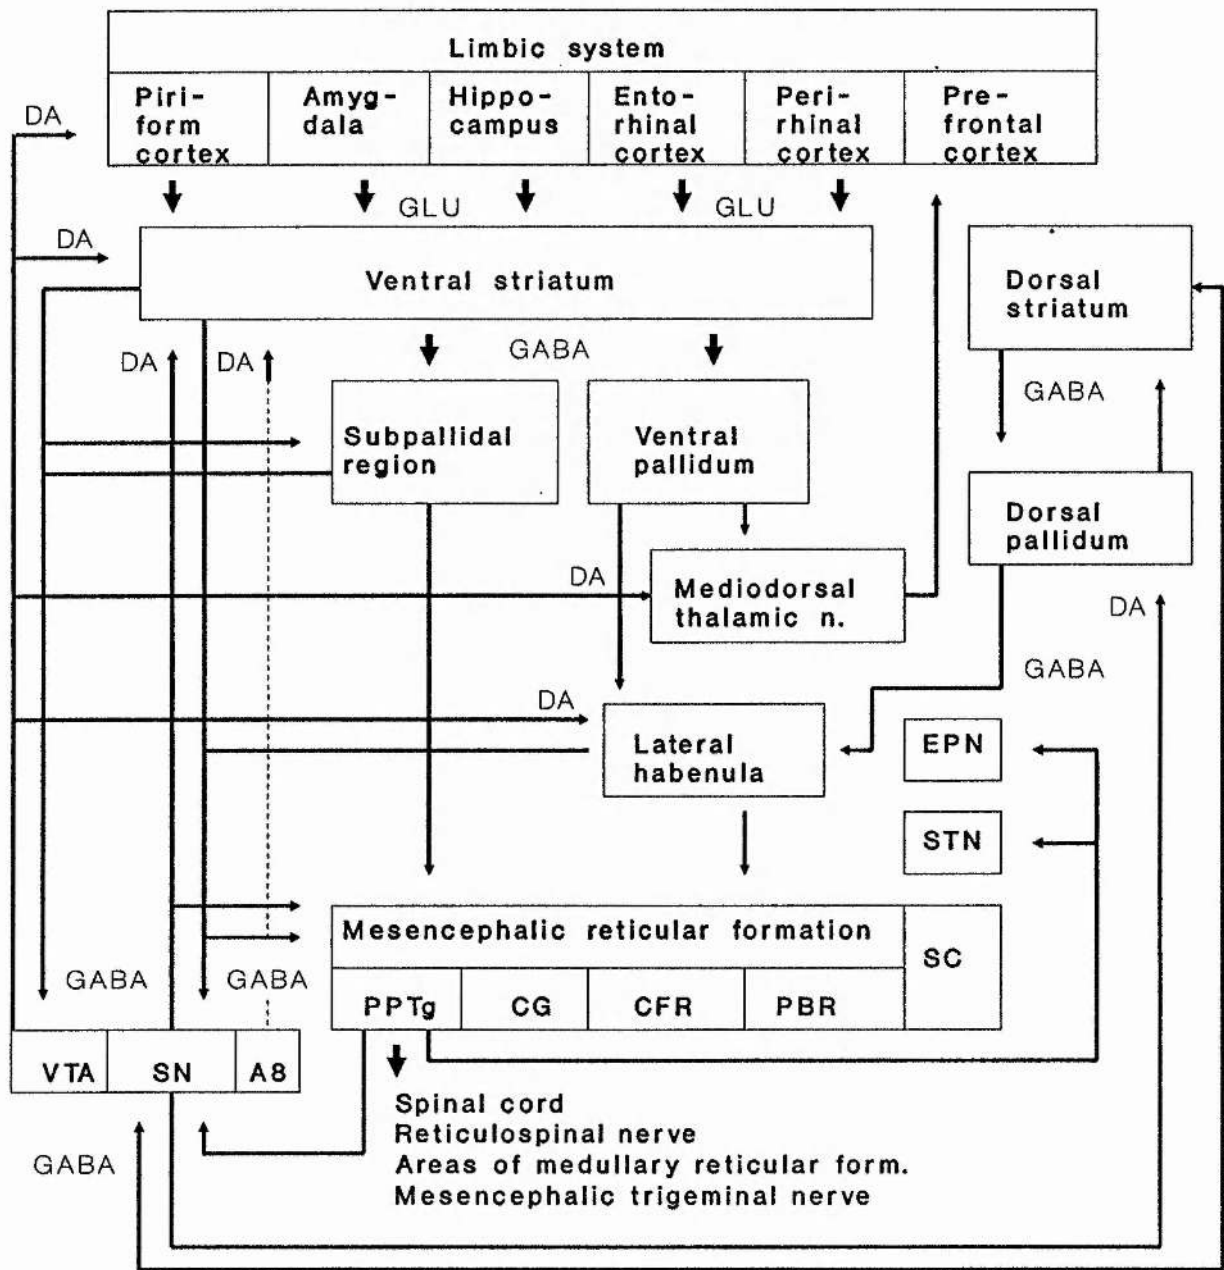 Limbic system
Piri-
form
cortex
Amyg-
dala
Hippo-
campus
Ento-
rhinal
cortex
Peri-
rhinal
cortex
Pre-
frontal
cortex
DA
GLU
GLU
DA
Ventral striatum
Dorsal
striatum
DA
DA
GABA
GABA
Subpallidal
region
Ventral
pallidum
Dorsal
pallidum
DA
Mediodorsal
thalamic n.
DA
GABA
DA
Lateral
habenula
EPN
STN
Mesencephalic reticular formation
SC
GABA
GABA
PPTg
CG
CFR
PBR
VTA
SN
A8
Spinal cord
Reticulospinal nerve
Areas of medullary reticular form.
Mesencephalic trigeminal nerve
GABA